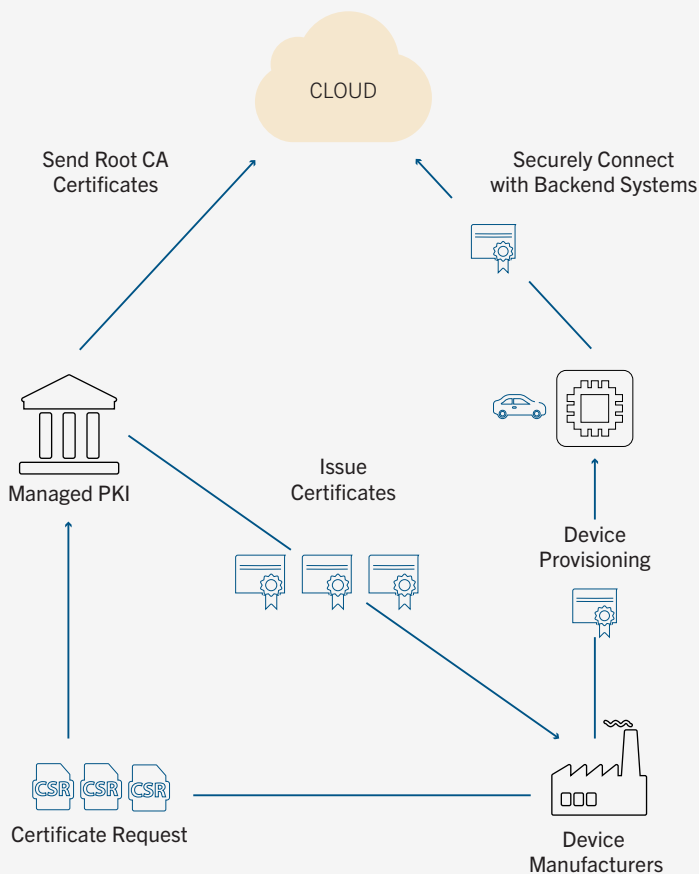 CLOUD
Send Root CA
Certificates
Securely Connect
with Backend Systems
Managed PKI
Issue
Certificates
Device
Provisioning
CSR CSR CSR
Certificate Request
Device
Manufacturers